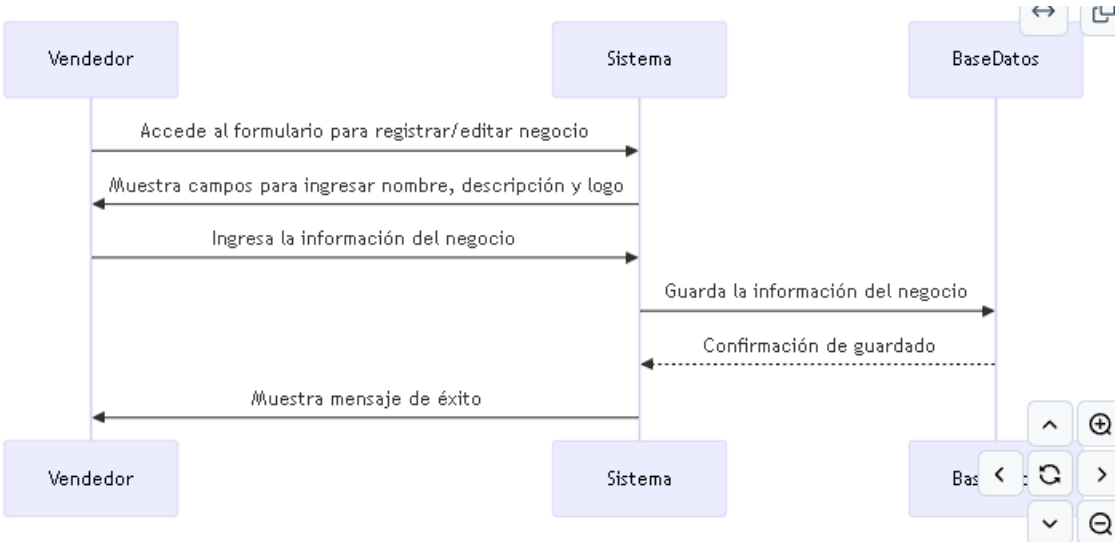 Vendedor
Sistema
BaseDatos
Accede al formulario para registrar/editar negocio
Muestra campos para ingresar nombre, descripción y logo
Ingresa la información del negocio
Guarda la información del negocio
Confirmación de guardado
Muestra mensaje de éxito
Vendedor
Sistema